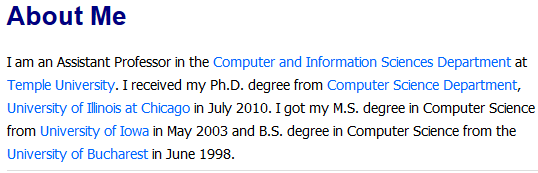 About Me
I am an Assistant Professor in the Computer and Information Sciences Department at
Temple University. I received my Ph.D. degree from Computer Science Department,
University of Illinois at Chicago in July 2010. I got my M.S. degree in Computer Science
from University of Iowa in May 2003 and B.S. degree in Computer Science from the
University of Bucharest in June 1998.